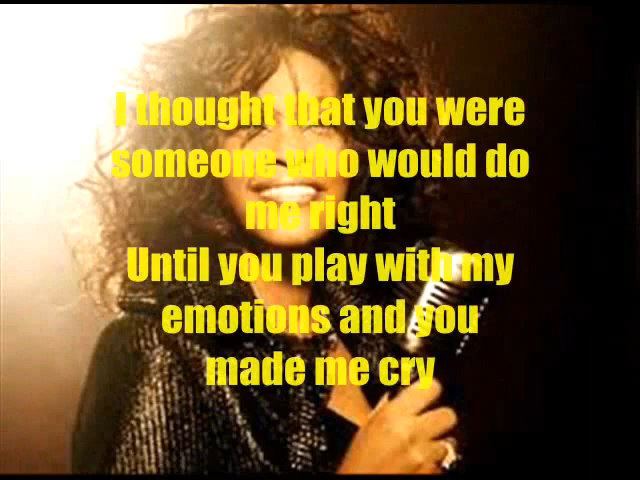 I thought that you were
someone who would do
me right
Until you play with my
emotions and you
made me cry